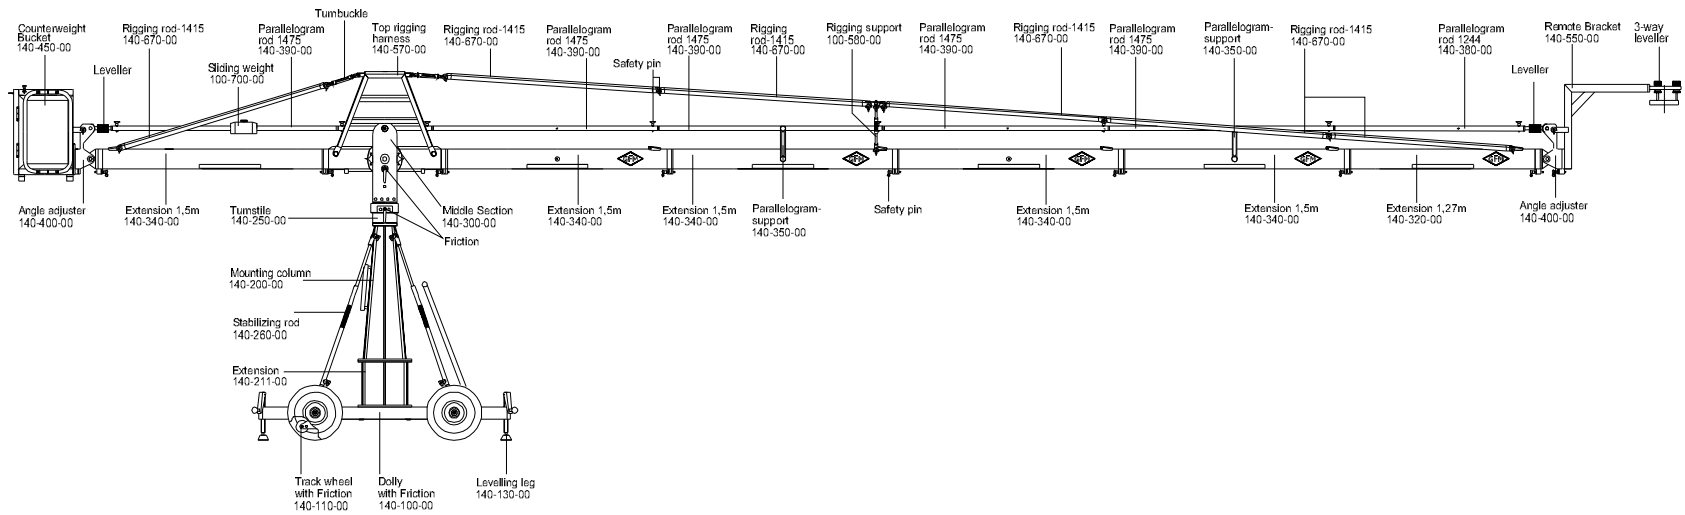 Turnbuckle
Counterweight
Bucket
140-450-00
Rigging rod-1415
140-670-00
Parallelogram
rod 1475
140-390-00
Top rigging
harness
140-570-00
Rigging rod-1415
140-670-00
Parallelogram
rod 1475
140-390-00
Parallelogram
rod 1475
140-390-00
Rigging
rod-1415
140-670-00
Rigging support
100-580-00
Parallelogram
rod 1475
140-390-00
Rigging rod-1415
140-670-00
Parallelogram
rod 1475
140-390-00
Parallelogram-
support
140-350-00
Rigging rod-1415
140-670-00
Parallelogram
rod 1244
140-380-00
Remote Bracket
140-550-00
3-way
leveller
Leveller
Sliding weight
100-700-00
Safety pin
Leveller
Angle adjuster
140-400-00
Extension 1,5m
140-340-00
Turnstile
140-250-00
Middle Section
140-300-00
Friction
Extension 1,5m
140-340-00
Extension 1,5m
140-340-00
Parallelogram-
support
140-350-00
Safety pin
Extension 1,5m
140-340-00
Extension 1,5m
140-340-00
Extension 1,27m
140-320-00
Angle adjuster
140-400-00
Mounting column
140-200-00
Stabilizing rod
140-260-00
Extension
140-211-00
Track wheel
with Friction
140-110-00
Dolly
with Friction
140-100-00
Levelling leg
140-130-00